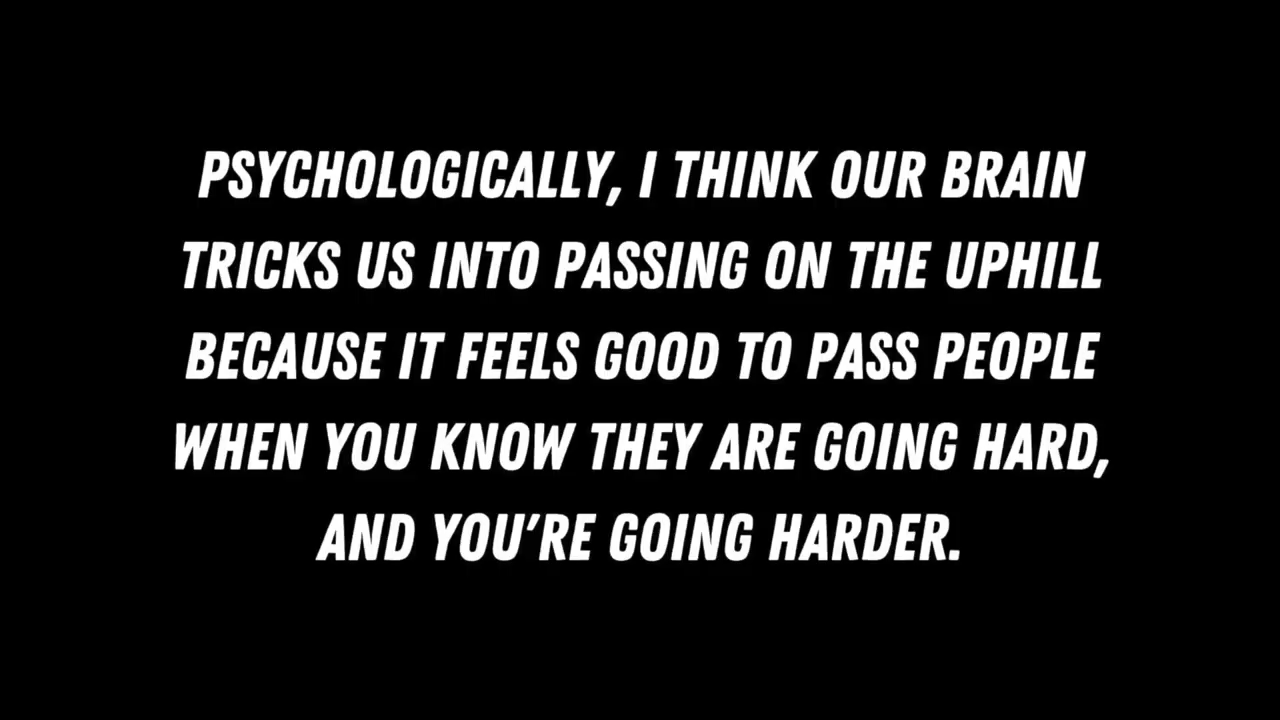 PSYCHOLOGICALLY, I THINK OUR BRAIN
TRICKS US INTO PASSING ON THE UPHILL
BECAUSE IT FEELS GOOD TO PASS PEOPLE
WHEN YOU KNOW THEY ARE GOING HARD,
AND YOU’RE GOING HARDER.